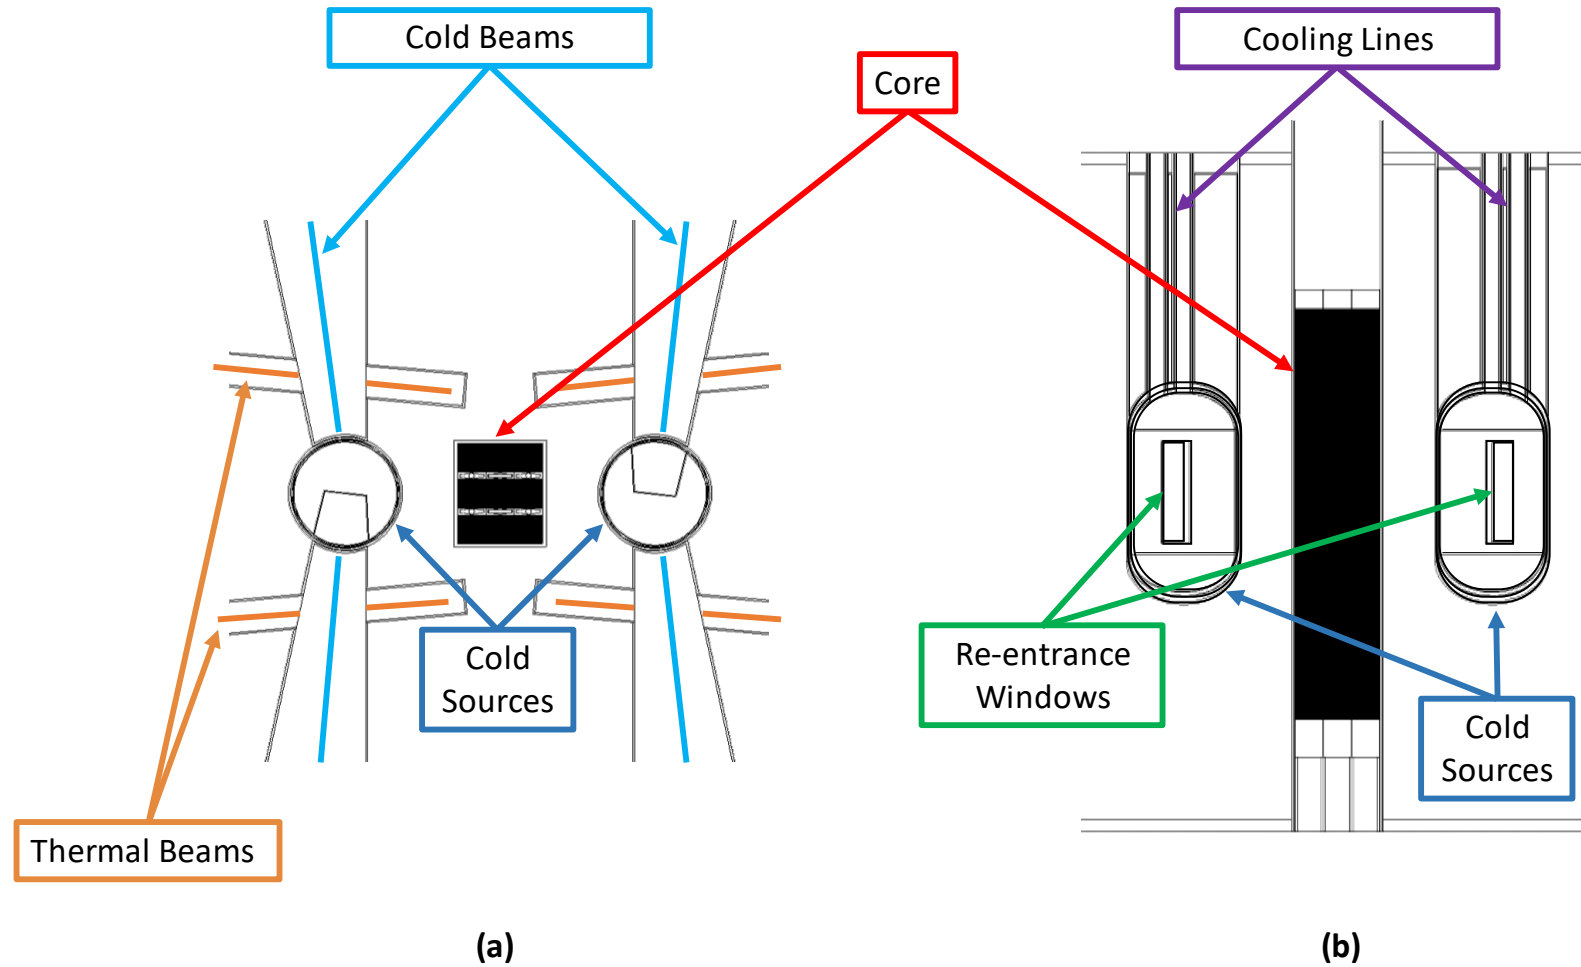 Cold Beams
Cooling Lines
Core
Re-entrance
Windows
Cold
Sources
Cold
Sources
Thermal Beams
(a)
(b)